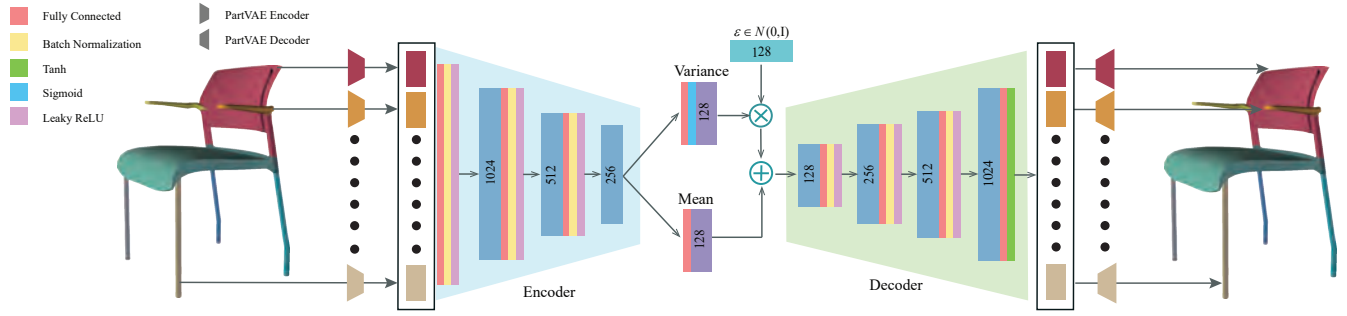 Fully Connected
Batch Normalization
Tanh
Sigmoid
Leaky ReLU
PartVAE Encoder
PartVAE Decoder
1024
512
256
Encoder
Variance
128
Mean
128
ε ∈ N(0,I)
128
128
256
512
1024
Decoder